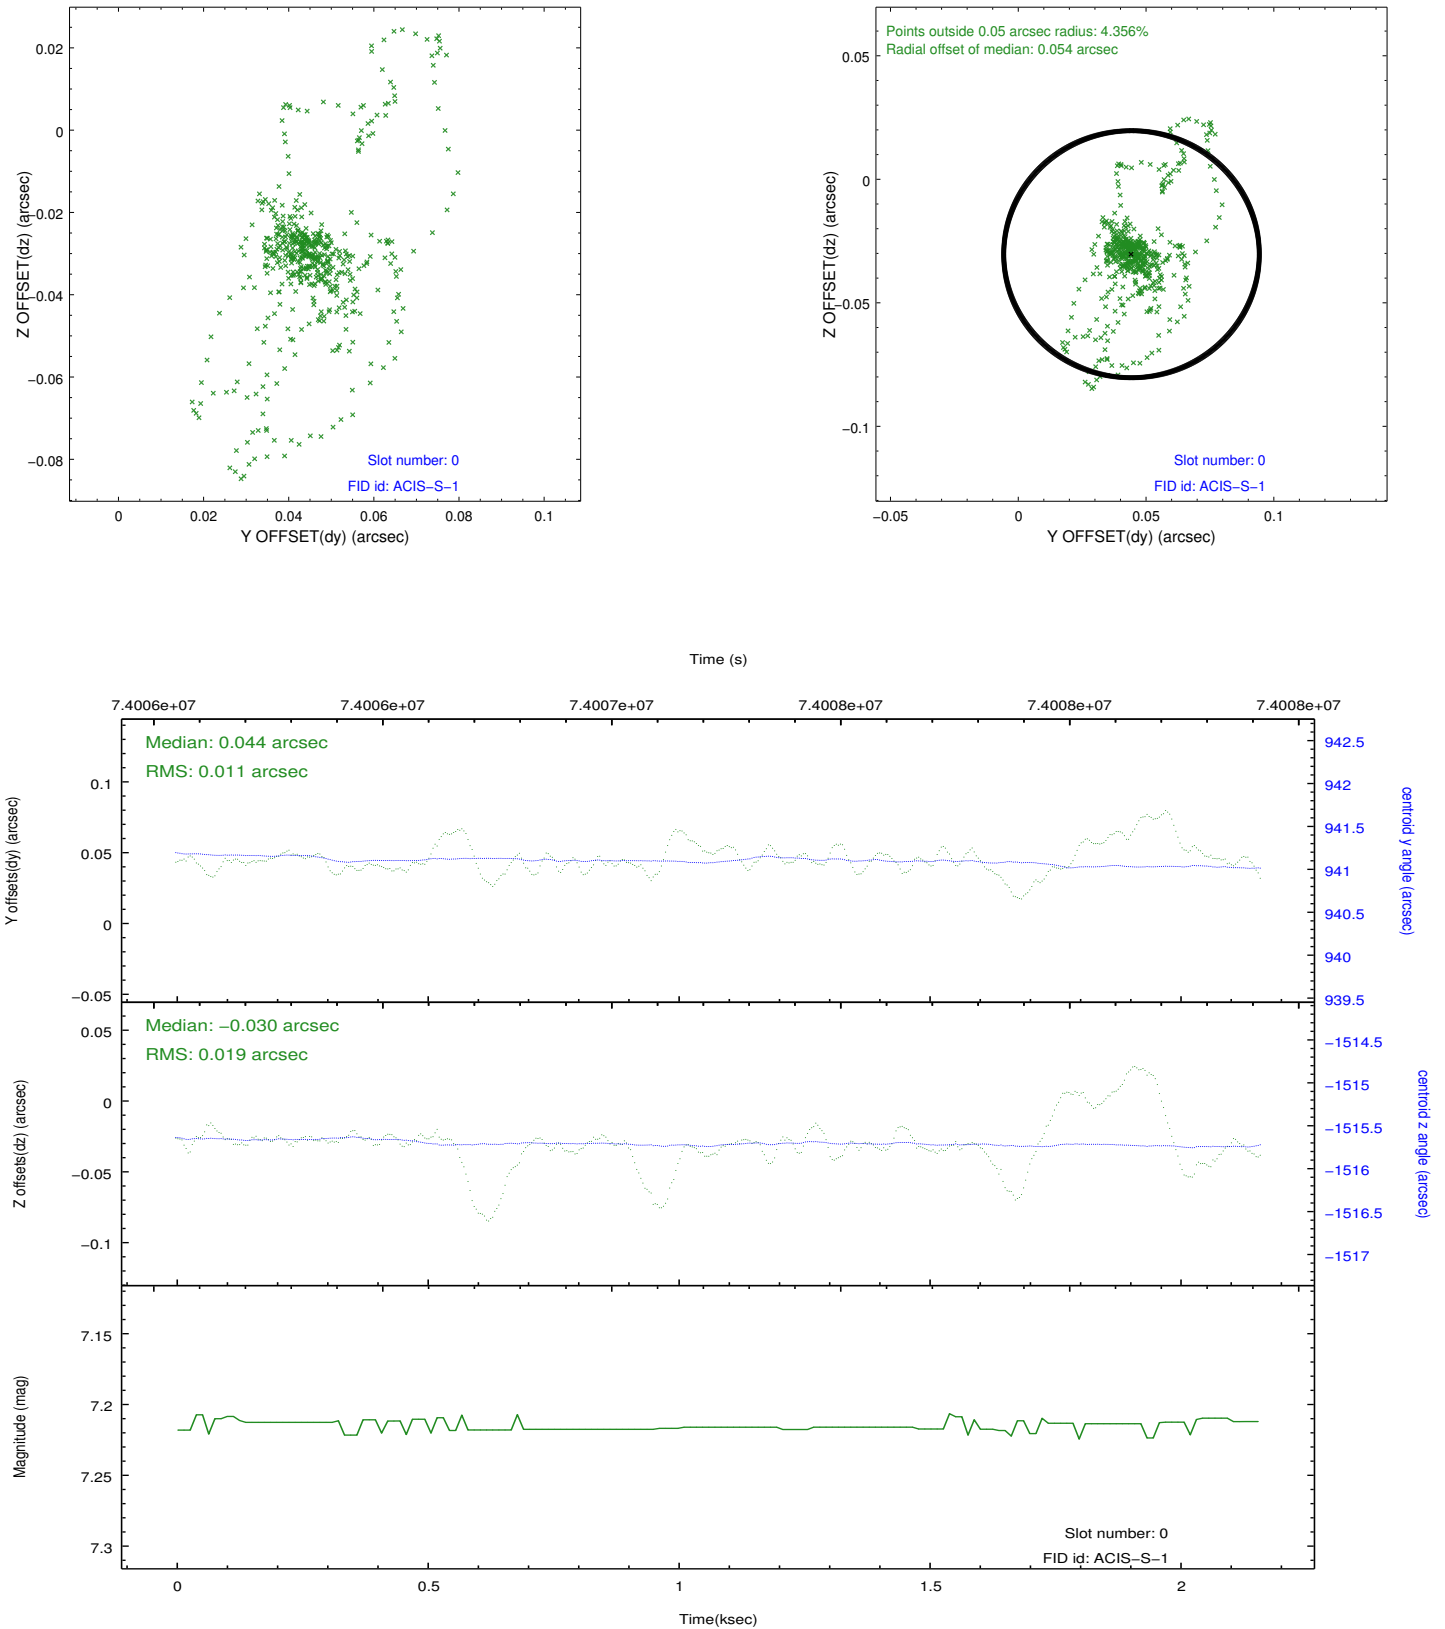 0.02
0
−0.02
−0.04
−0.06
−0.08
Z OFFSET(dz) (arcsec)
Slot number: 0
FID id: ACIS−S−1
0 0.02 0.04 0.06 0.08 0.1
Y OFFSET(dy) (arcsec)
Points outside 0.05 arcsec radius: 4.356%
Radial offset of median: 0.054 arcsec
0.05
0
−0.05
−0.1
Z OFFSET(dz) (arcsec)
Slot number: 0
FID id: ACIS−S−1
−0.05 0 0.05 0.1
Y OFFSET(dy) (arcsec)
Time (s)
7.4006e+07 7.4006e+07 7.4007e+07 7.4008e+07 7.4008e+07 7.4008e+07
Median: 0.044 arcsec
RMS: 0.011 arcsec
0.1
0.05
0
−0.05
Y offsets(dy) (arcsec)
942.5
942
941.5
941
940.5
940
939.5
centroid y angle (arcsec)
Median: −0.030 arcsec
RMS: 0.019 arcsec
0.05
0
−0.05
−0.1
Z offsets(dz) (arcsec)
−1514.5
−1515
−1515.5
−1516
−1516.5
−1517
centroid z angle (arcsec)
7.15
7.2
7.25
7.3
Magnitude (mag)
Slot number: 0
FID id: ACIS−S−1
0 0.5 1 1.5 2
Time(ksec)